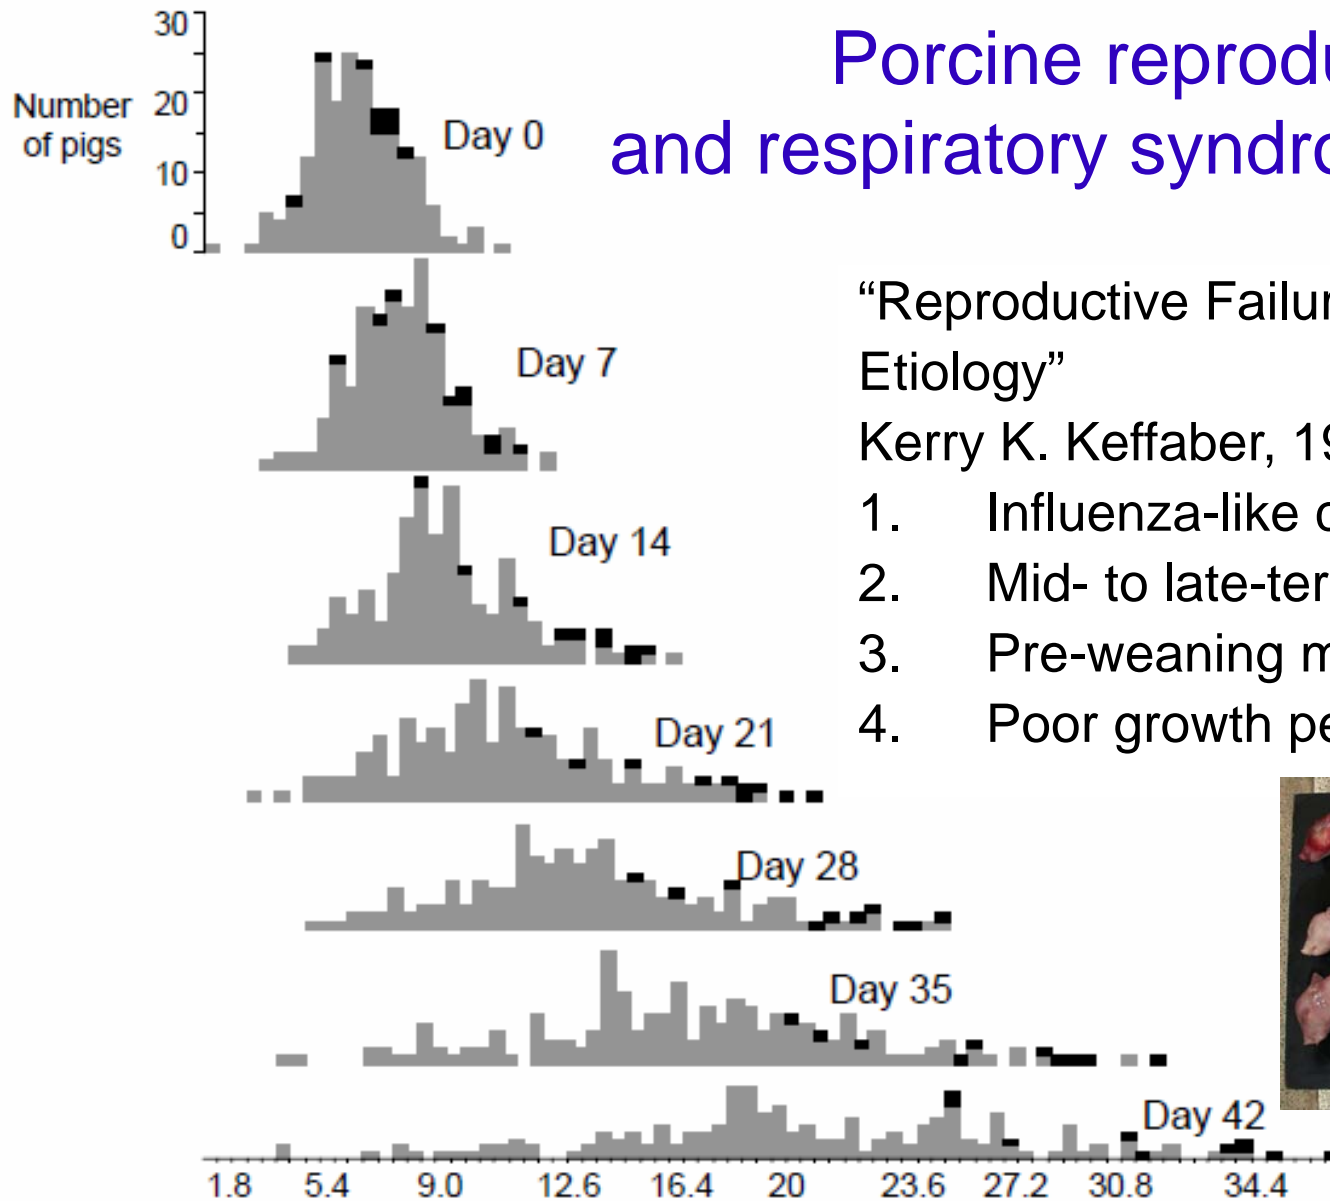 Porcine reprodu
and respiratory syndro
30
Number
of pigs
20
10
0
Day 0
Day 7
Day 14
Day 21
Day 28
Day 35
Day 42
1.8 5.4 9.0 12.6 16.4 20 23.6 27.2 30.8 34.4
“Reproductive Failur
Etiology”
Kerry K. Keffaber, 19
1. Influenza-like
2. Mid- to late-ter
3. Pre-weaning m
4. Poor growth pe